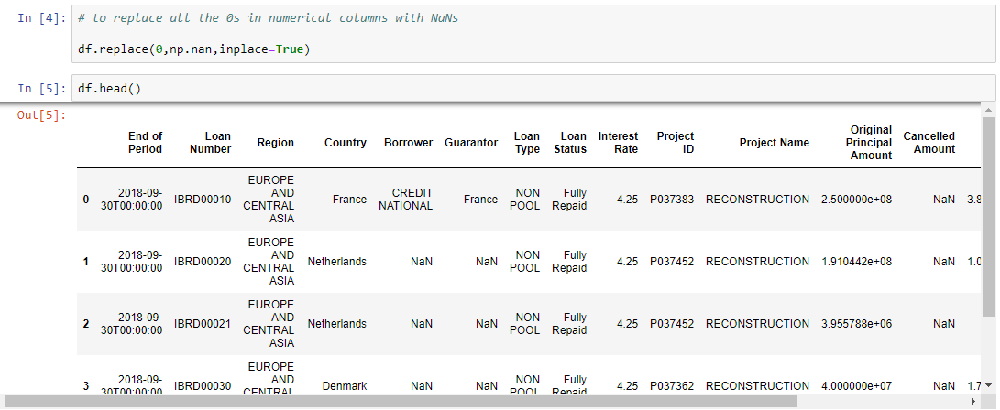 In [4]: # to replace all the 0s in numerical columns with NaNs
df.replace(0,np.nan,inplace=True)
In [5]: df.head()
Out[5]:
End of Period Loan Number Region Country Borrower Guarantor Loan Type Loan Status Interest Rate Project ID Project Name Original Principal Amount Cancelled Amount
0 2018-09-30T00:00:00 IBRD00010 EUROPE AND CENTRAL ASIA France CREDIT NATIONAL France NON POOL Fully Repaid 4.25 P037383 RECONSTRUCTION 2.500000e+08 NaN 3.8
1 2018-09-30T00:00:00 IBRD00020 EUROPE AND CENTRAL ASIA Netherlands NaN NaN NON POOL Fully Repaid 4.25 P037452 RECONSTRUCTION 1.910442e+08 NaN 1.0
2 2018-09-30T00:00:00 IBRD00021 EUROPE AND CENTRAL ASIA Netherlands NaN NaN NON POOL Fully Repaid 4.25 P037452 RECONSTRUCTION 3.955788e+06 NaN
3 2018-09-30T00:00:00 IBRD00030 EUROPE AND CENTRAL Denmark NaN NaN NON POOL Fully Repaid 4.25 P037362 RECONSTRUCTION 4.000000e+07 NaN 1.7